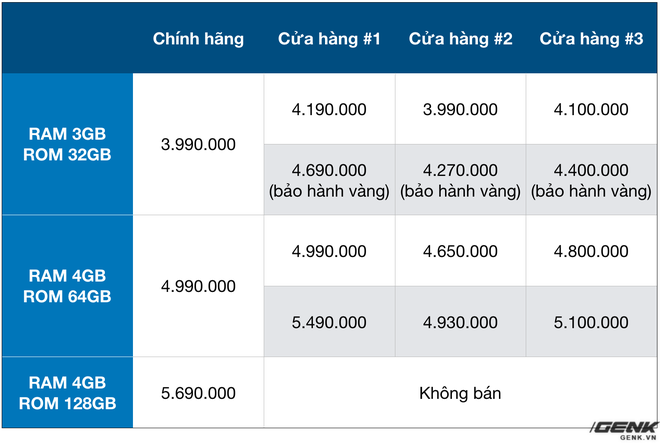 Chính hãng Cửa hàng #1 Cửa hàng #2 Cửa hàng #3
RAM 3GB
ROM 32GB
3.990.000
4.190.000 3.990.000 4.100.000
4.690.000 4.270.000 4.400.000
(bảo hành vàng) (bảo hành vàng) (bảo hành vàng)
RAM 4GB
ROM 64GB
4.990.000
4.990.000 4.650.000 4.800.000
5.490.000 4.930.000 5.100.000
RAM 4GB
ROM 128GB
5.690.000
Không bán
GENK
GENK.VN